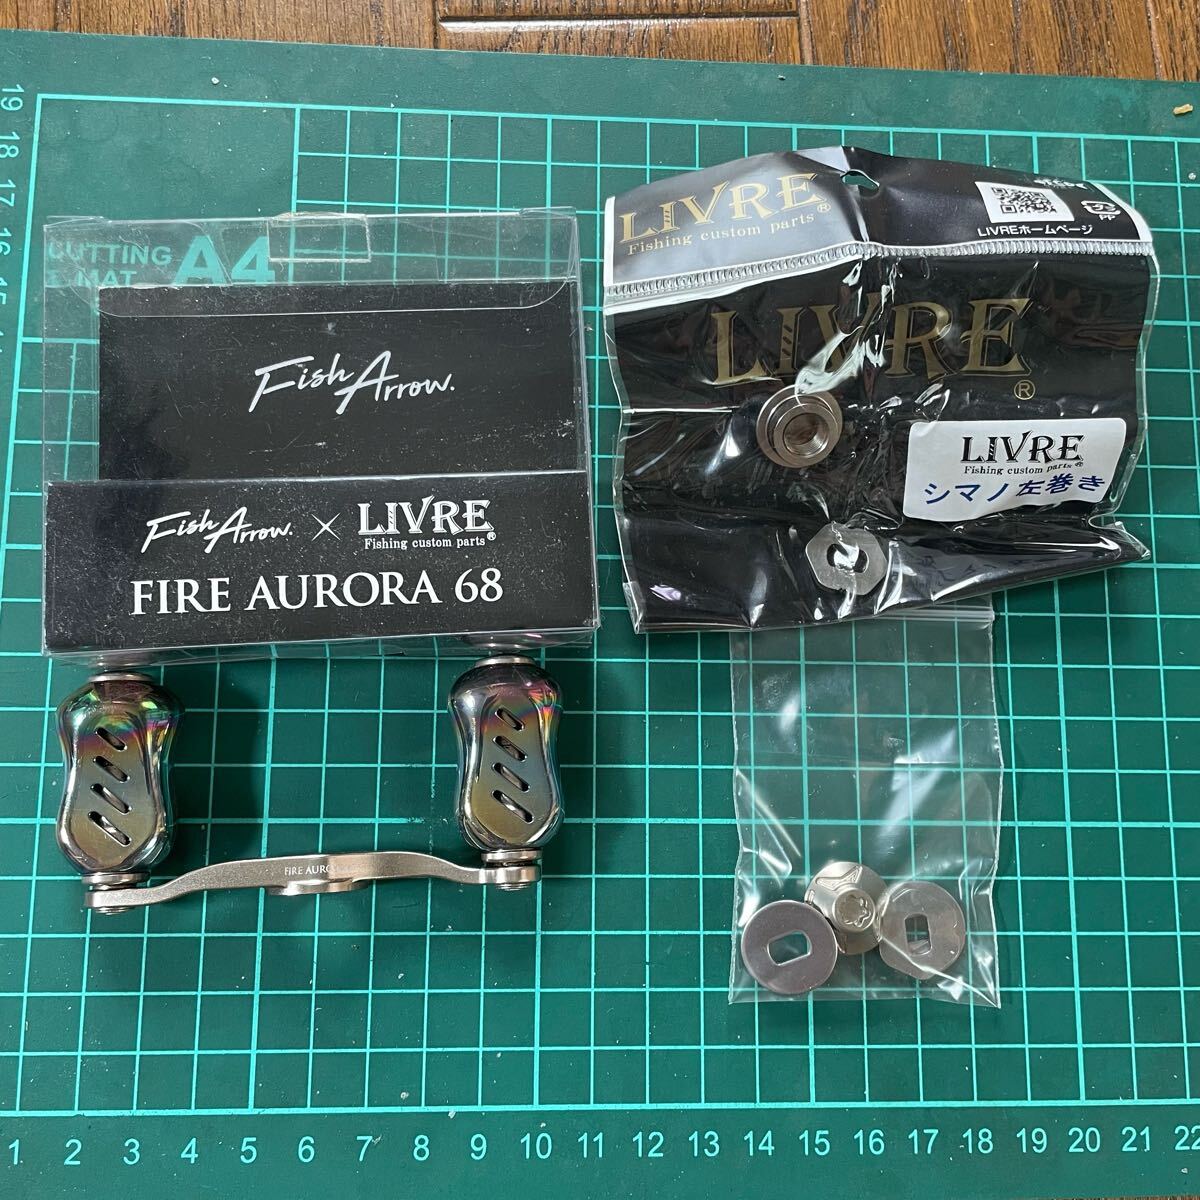 CUTTING
MAT
A4
Fish Arrow.
Fish Arrow. × LIVRE®
Fishing custom parts
FIRE AURORA 68
LIVRE®
Fishing custom parts
LIVREホームページ
PP
LIVRE®
LIVRE®
Fishing custom parts
シマノ左巻き
FIRE AURO
19
18
17
16
15
1 2 3 4 5 6 7 8 9 10 11 12 13 14 15 16 17 18 19 20 21 22